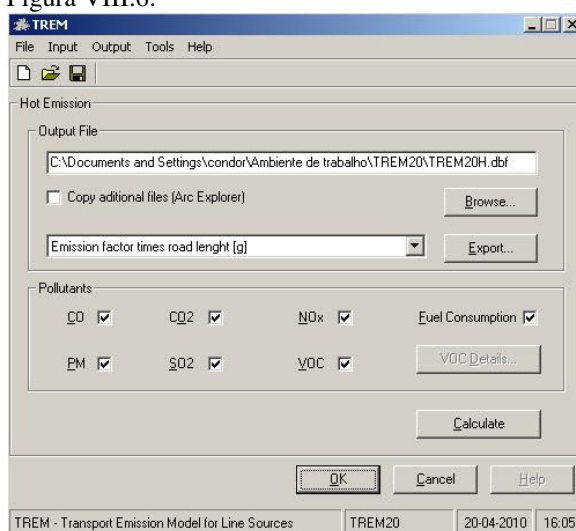 Figura VIII.6.
TREM
File Input Output Tools Help
Hot Emission
Output File
C:\Documents and Settings\condor\Ambiente de trabalho\TREM20\TREM20H.dbf
Copy aditional files (Arc Explorer)
Browse...
Emission factor times road lenght [g]
Export...
Pollutants
CO CO2 NOx Fuel Consumption
PM SO2 VOC VOC Details...
Calculate
OK Cancel Help
TREM - Transport Emission Model for Line Sources TREM20 20-04-2010 16:05